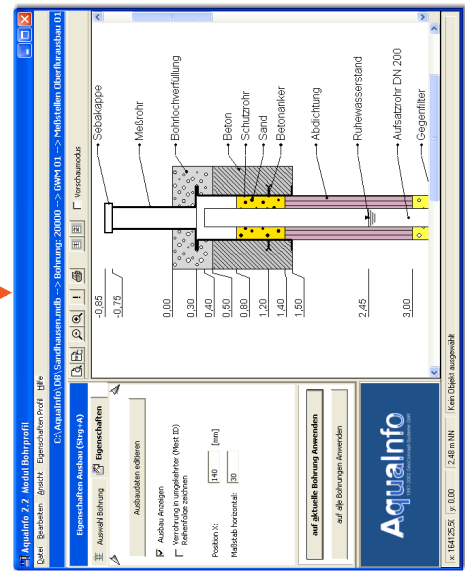 AquaInfo 2.2 Modul Bohrprofil
Datei Bearbeiten Ansicht Eigenschaften Profil Hilfe
C:\AquaInfo\DB\Sandhausen.mdb --> Bohrung: 20000 --> GWM 01 --> Meßstellen Oberflurausbau 01
Eigenschaften Ausbau (Strg+A)
Auswahl Bohrung
Eigenschaften
Ausbaudaten editieren
Ausbau Anzeigen
Verrohrung in umgekehrter (Mest ID)
Reihenfolge zeichnen
Position X: 140 [mm]
Maßstab horizontal: 30
auf aktuelle Bohrung Anwenden
auf alle Bohrungen Anwenden
AquaInfo
Vorschaumodus
-0,85
-0,75
0,00
0,30
0,40
0,50
0,80
1,20
1,40
1,50
2,45
3,00
Sebakappe
Meßrohr
Bohrlochverfüllung
Beton
Schutzrohr
Sand
Betonanker
Abdichtung
Ruhewasserstand
Aufsatzrohr DN 200
Gegenfilter
x: 164125,5( y: 0,00 2,48 m NN Kein Objekt ausgewählt